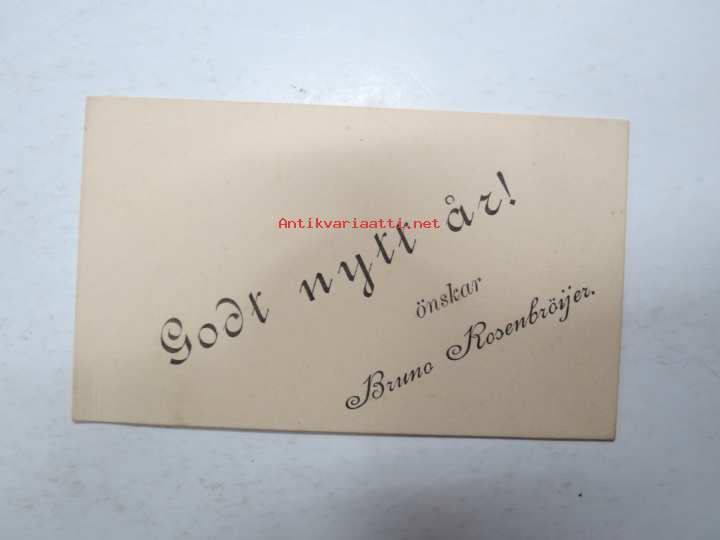 Godt nytt år!
Antikvariaatti.net
önskar
Bruno Rosenbröijer.